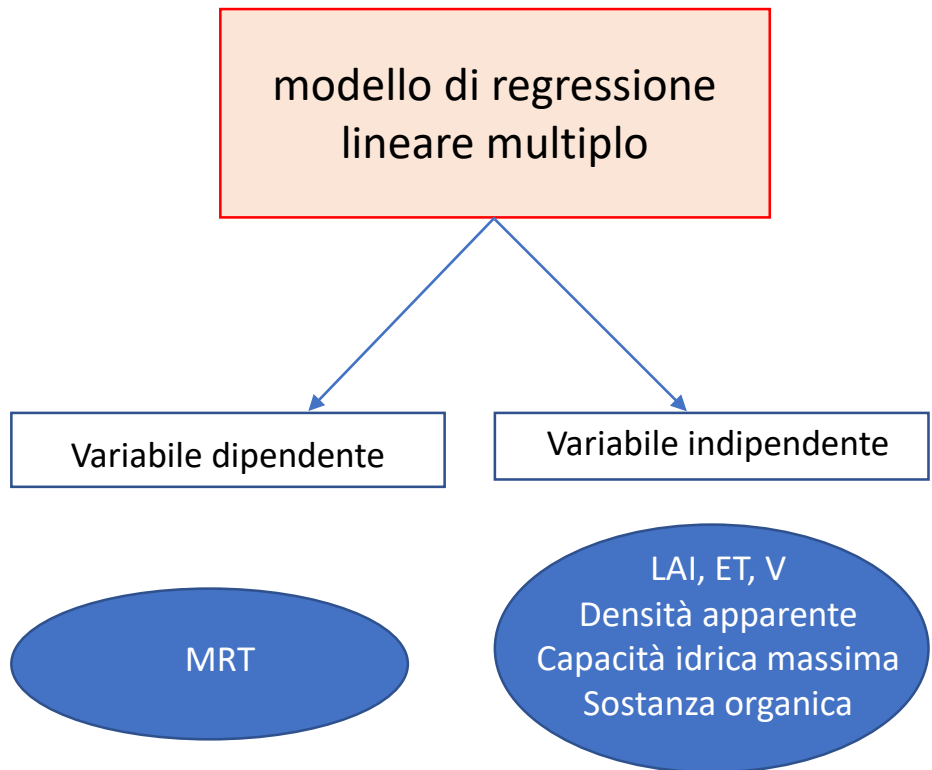 modello di regressione
lineare multiplo
Variabile dipendente
Variabile indipendente
MRT
LAI, ET, V
Densità apparente
Capacità idrica massima
Sostanza organica